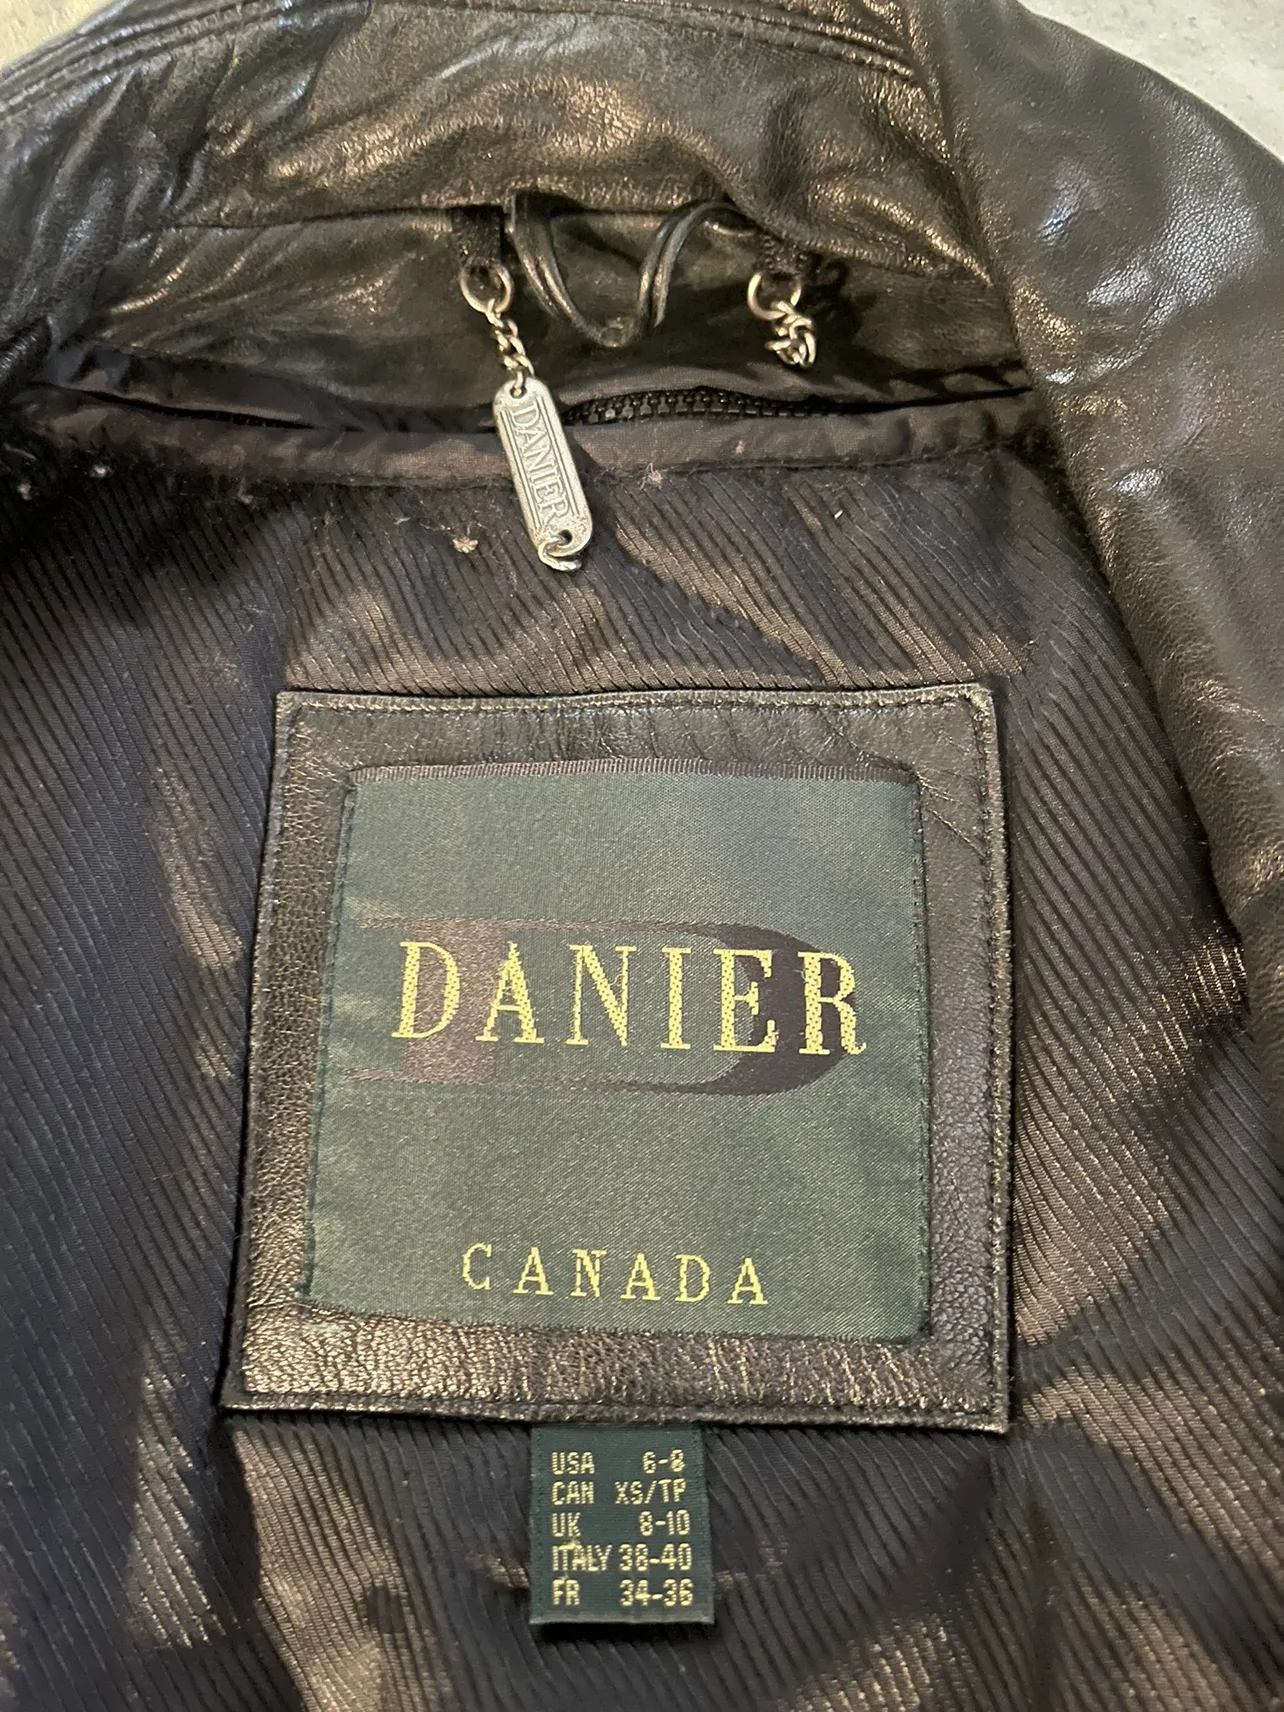 DANIER
DANIER
CANADA
USA 6-8
CAN XS/TP
UK 8-10
ITALY 38-40
FR 34-36